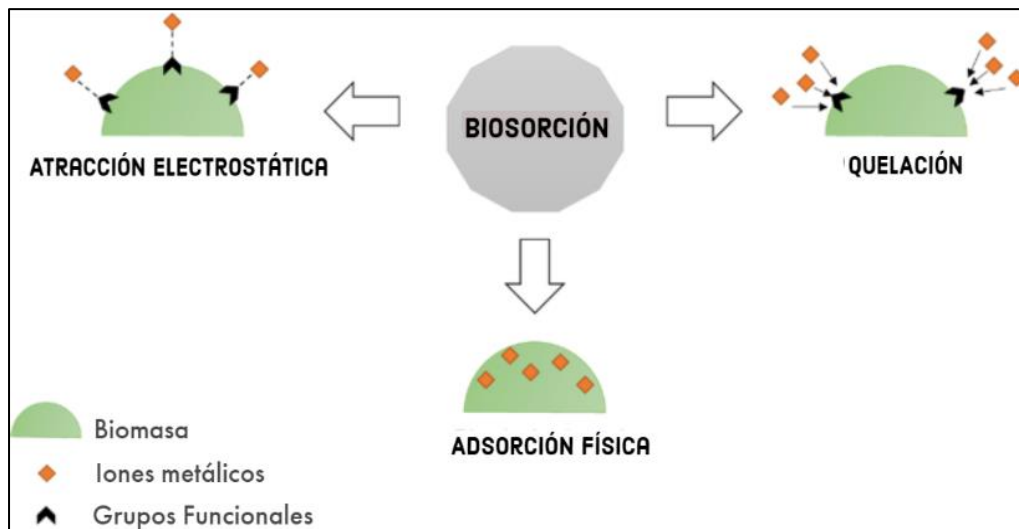 BIOSORCIÓN
ATRACCIÓN ELECTROSTÁTICA
QUELACIÓN
ADSORCIÓN FÍSICA
Biomasa
Iones metálicos
Grupos Funcionales